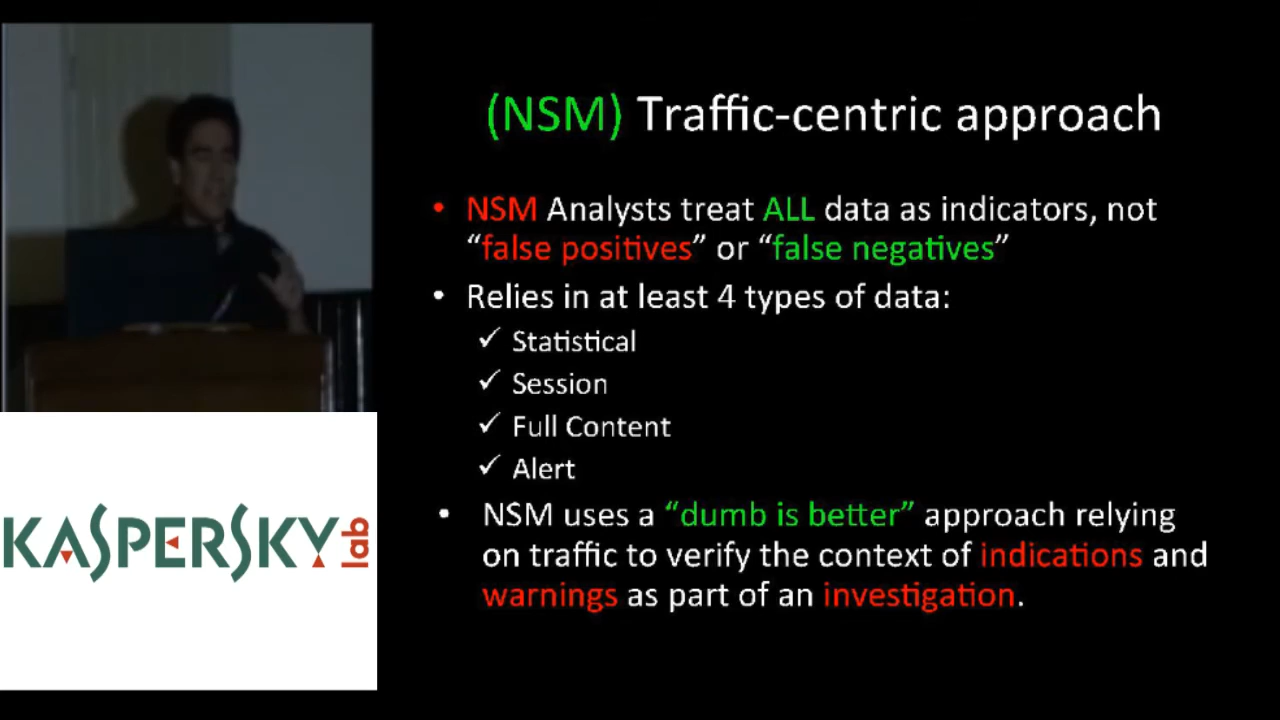 (NSM) Traffic-centric approach
• NSM Analysts treat ALL data as indicators, not
“false positives” or “false negatives”
• Relies in at least 4 types of data:
✓ Statistical
✓ Session
✓ Full Content
✓ Alert
• NSM uses a “dumb is better” approach relying
on traffic to verify the context of indications and
warnings as part of an investigation.
KASPERSKY lab